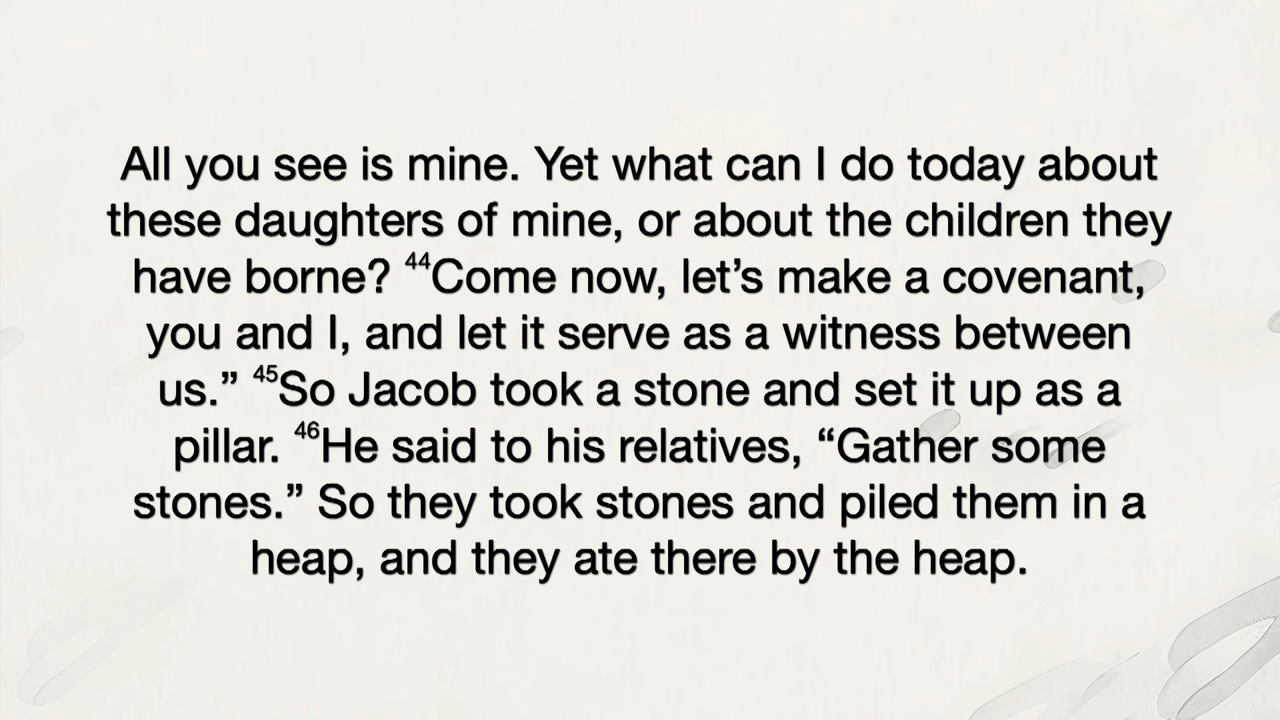 All you see is mine. Yet what can I do today about
these daughters of mine, or about the children they
have borne? ⁴⁴Come now, let’s make a covenant,
you and I, and let it serve as a witness between
us.” ⁴⁵So Jacob took a stone and set it up as a
pillar. ⁴⁶He said to his relatives, “Gather some
stones.” So they took stones and piled them in a
heap, and they ate there by the heap.